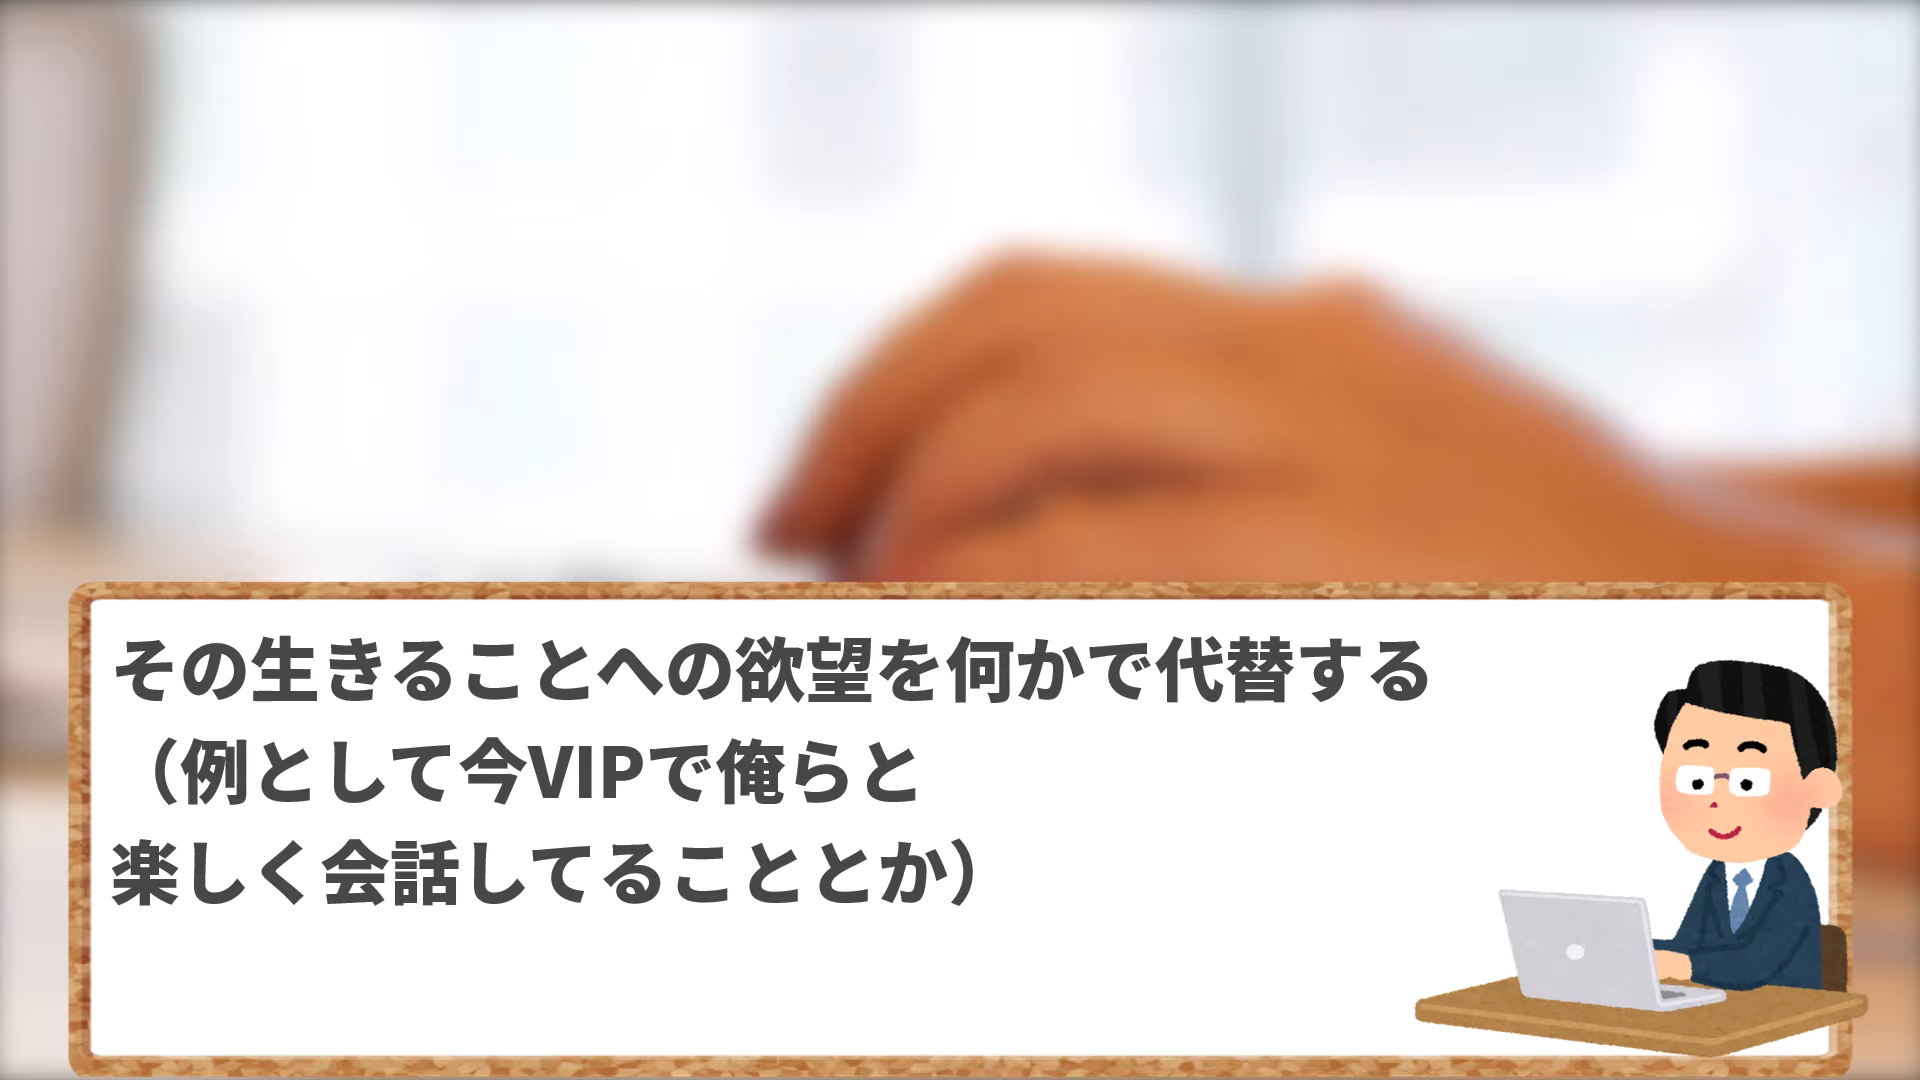 その生きることへの欲望を何かで代替する
（例として今VIPで俺らと
楽しく会話してることとか）